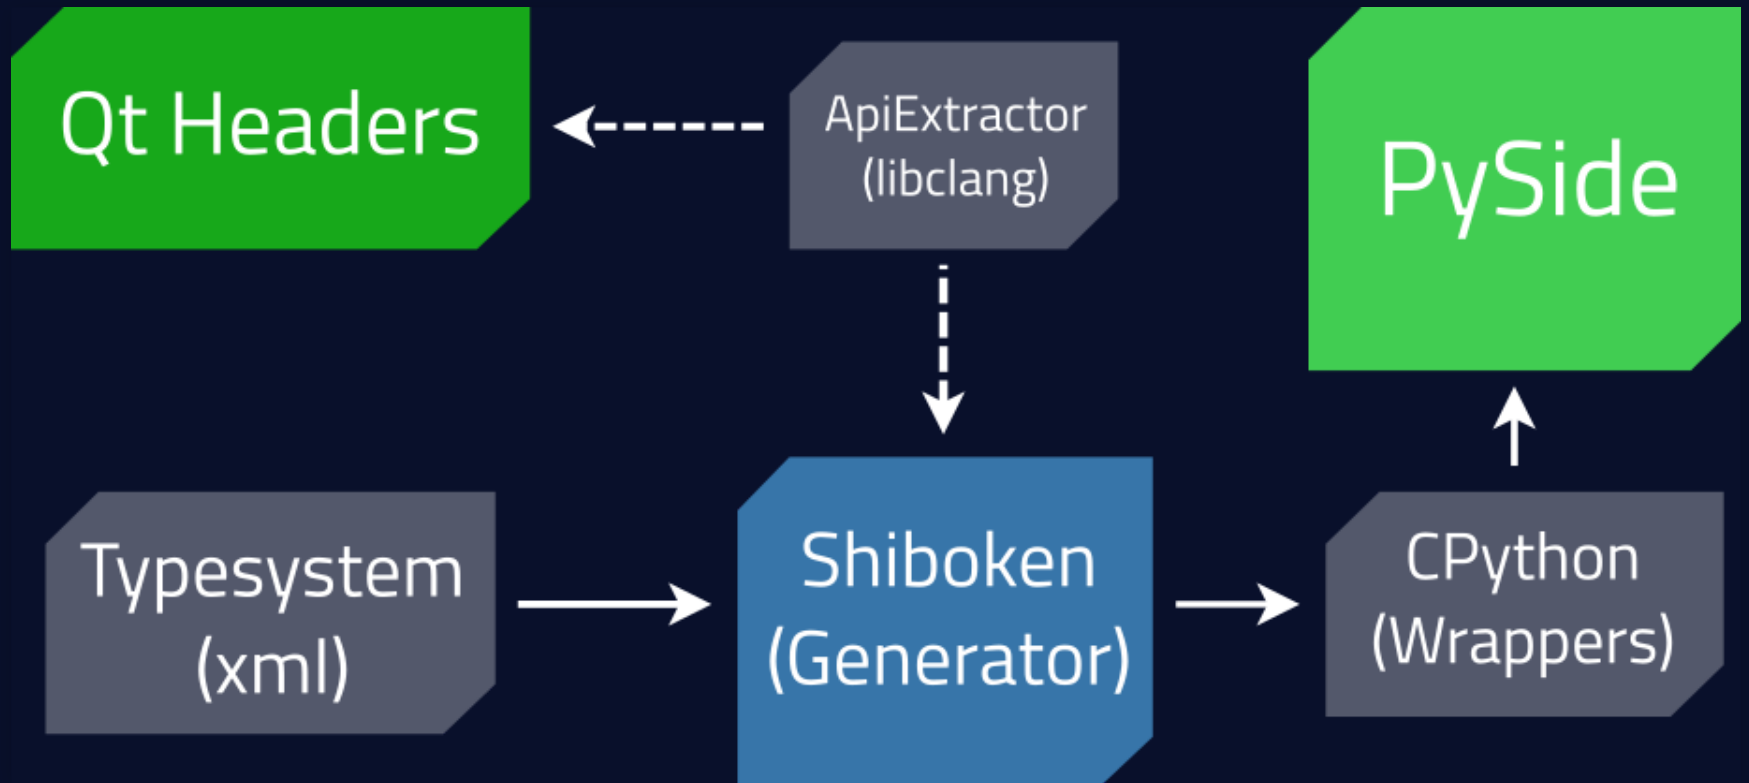 Qt Headers
ApiExtractor
(libclang)
PySide
Typesystem
(xml)
Shiboken
(Generator)
CPython
(Wrappers)